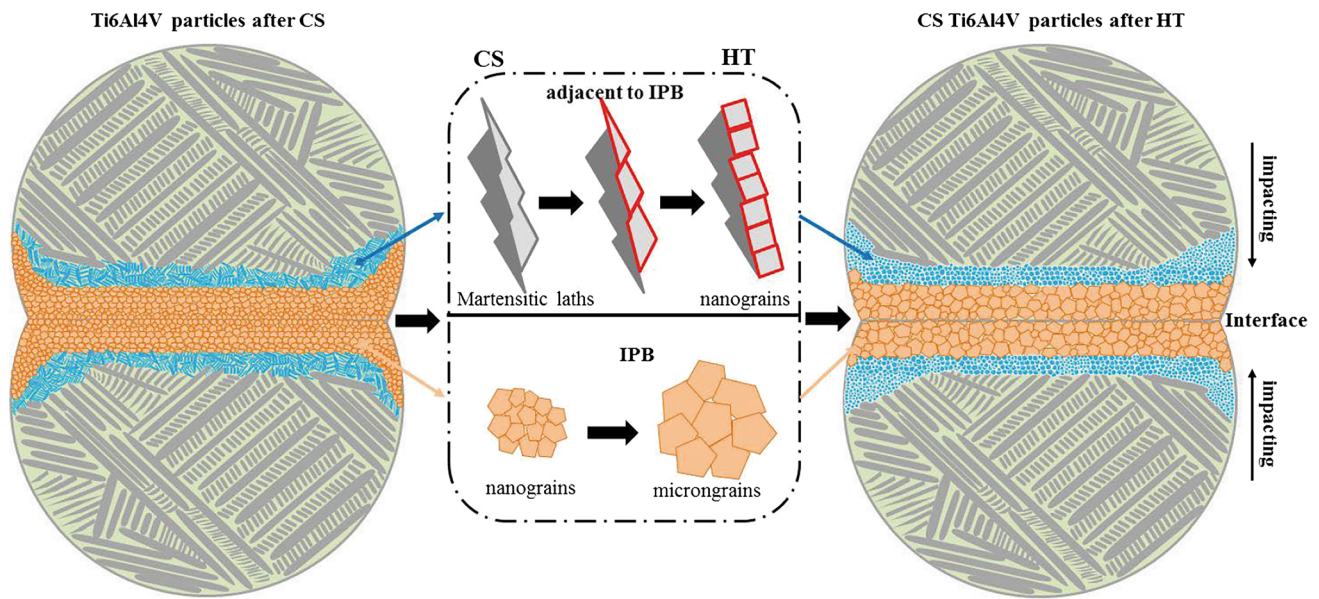 Ti6Al4V particles after CS
CS Ti6Al4V particles after HT
CS
HT
adjacent to IPB
Martensitic laths
nanograins
IPB
nanograins
microngrains
impacting
Interface
impacting